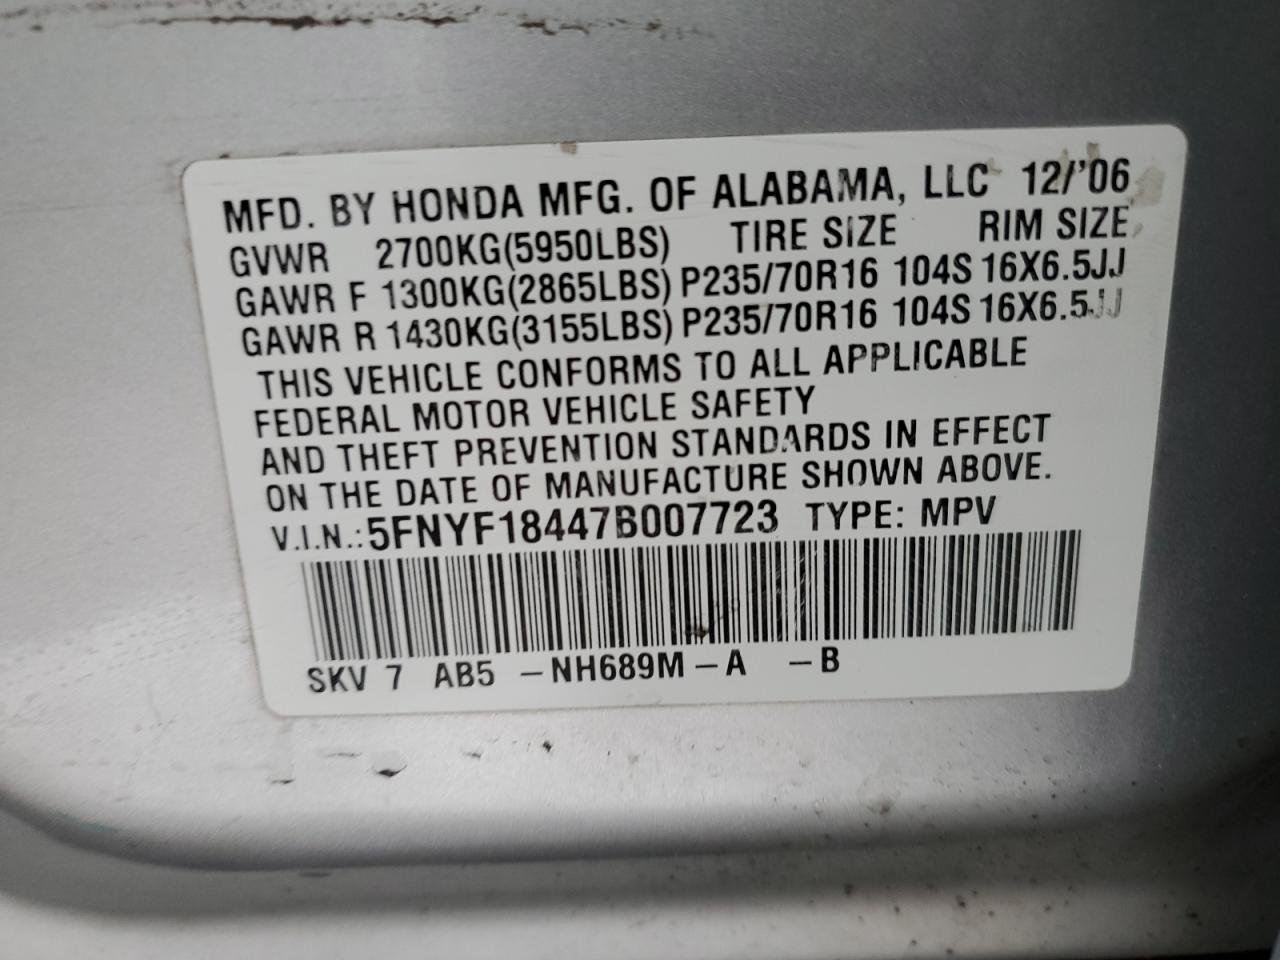 MFD. BY HONDA MFG. OF ALABAMA, LLC 12/'06
GVWR 2700KG(5950LBS) TIRE SIZE RIM SIZE
GAWR F 1300KG(2865LBS) P235/70R16 104S 16X6.5JJ
GAWR R 1430KG(3155LBS) P235/70R16 104S 16X6.5JJ
THIS VEHICLE CONFORMS TO ALL APPLICABLE
FEDERAL MOTOR VEHICLE SAFETY
AND THEFT PREVENTION STANDARDS IN EFFECT
ON THE DATE OF MANUFACTURE SHOWN ABOVE.
V.I.N.: 5FNYF18447B007723 TYPE: MPV
SKV 7 AB5 -NH689M-A -B